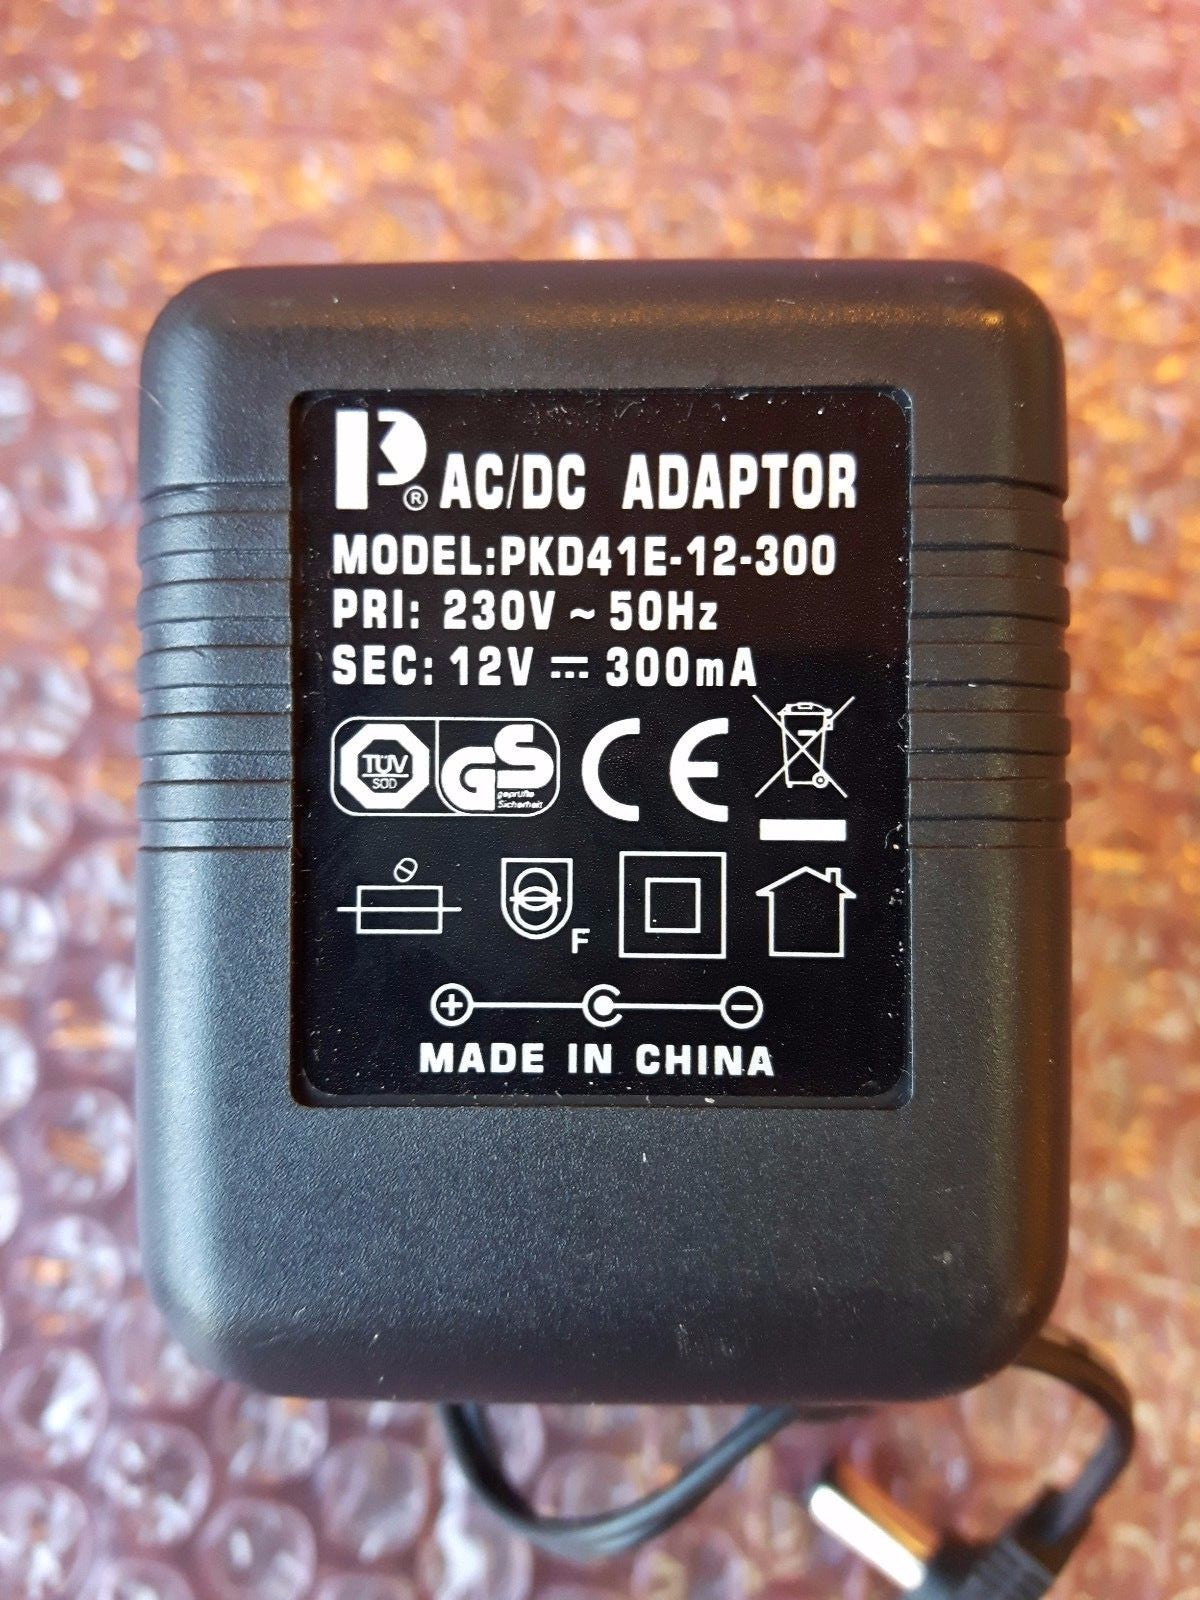 AC/DC ADAPTOR
MODEL:PKD41E-12-300
PRI: 230V ~ 50Hz
SEC: 12V ⎓ 300mA
TÜV SÜD GS geprüfte Sicherheit CE
F
+ −
MADE IN CHINA